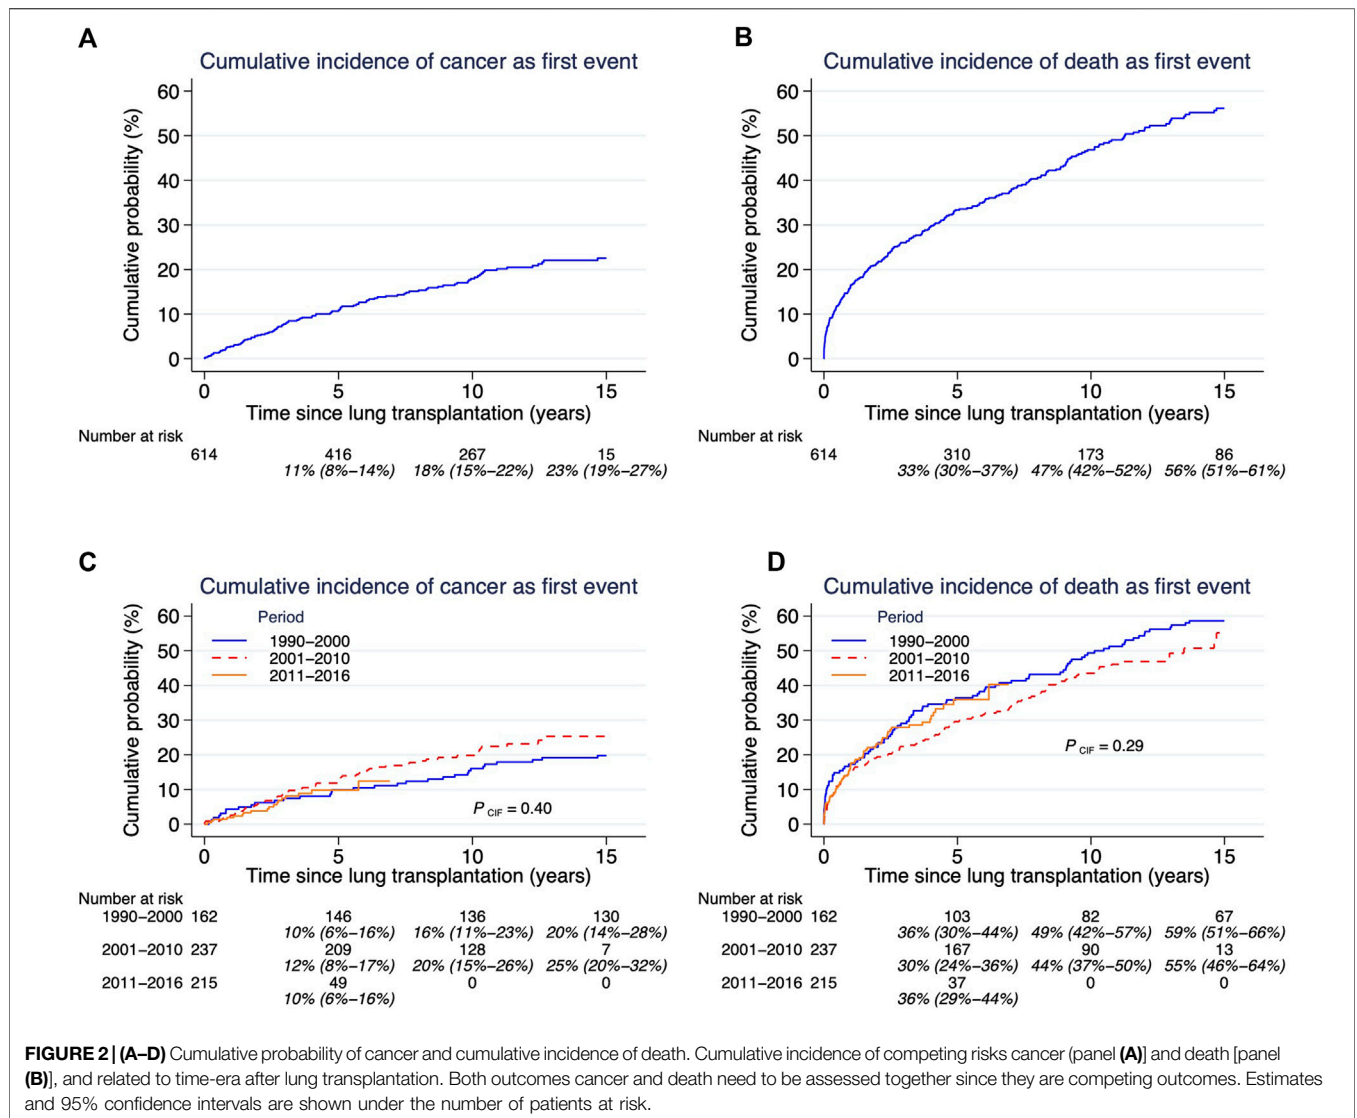 A
Cumulative incidence of cancer as first event
Cumulative probability (%)
60
50
40
30
20
10
0
0 5 10 15
Time since lung transplantation (years)
Number at risk
614 416 267 15
11% (8%–14%) 18% (15%–22%) 23% (19%–27%)
B
Cumulative incidence of death as first event
Cumulative probability (%)
60
50
40
30
20
10
0
0 5 10 15
Time since lung transplantation (years)
Number at risk
614 310 173 86
33% (30%–37%) 47% (42%–52%) 56% (51%–61%)
C
Cumulative incidence of cancer as first event
Cumulative probability (%)
60
50
40
30
20
10
0
Period
1990–2000
2001–2010
2011–2016
P CIF = 0.40
0 5 10 15
Time since lung transplantation (years)
Number at risk
1990–2000 162 146 136 130
10% (6%–16%) 16% (11%–23%) 20% (14%–28%)
2001–2010 237 209 128 7
12% (8%–17%) 20% (15%–26%) 25% (20%–32%)
2011–2016 215 49 0 0
10% (6%–16%)
D
Cumulative incidence of death as first event
Cumulative probability (%)
60
50
40
30
20
10
0
Period
1990–2000
2001–2010
2011–2016
P CIF = 0.29
0 5 10 15
Time since lung transplantation (years)
Number at risk
1990–2000 162 103 82 67
36% (30%–44%) 49% (42%–57%) 59% (51%–66%)
2001–2010 237 167 90 13
30% (24%–36%) 44% (37%–50%) 55% (46%–64%)
2011–2016 215 37 0 0
36% (29%–44%)
FIGURE 2 | (A–D) Cumulative probability of cancer and cumulative incidence of death. Cumulative incidence of competing risks cancer (panel (A)] and death [panel
(B)], and related to time-era after lung transplantation. Both outcomes cancer and death need to be assessed together since they are competing outcomes. Estimates
and 95% confidence intervals are shown under the number of patients at risk.